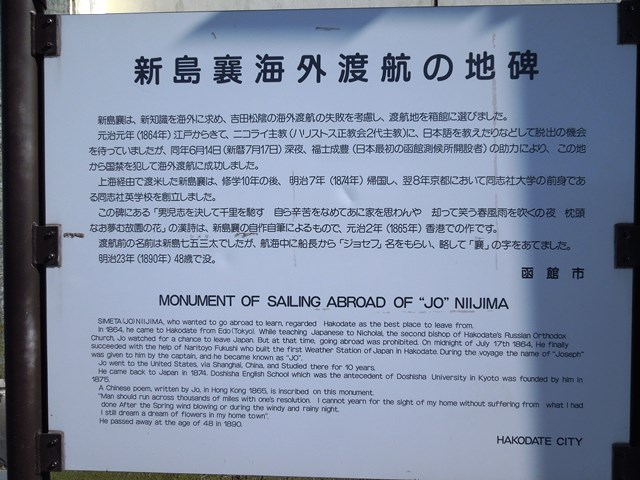 新島襄海外渡航の地碑
新島襄は、新知識を海外に求め、吉田松陰の海外渡航の失敗を考慮し、渡航地を箱館に選びました。
元治元年(1864年)江戸からきて、ニコライ主教(ハリストス正教会2代主教)に、日本語を教えたりなどして脱出の機会
を待っていましたが、同年6月14日(新暦7月17日)深夜、福士成豊(日本最初の函館測候所開設者)の助力により、この地
から国禁を犯して海外渡航に成功しました。
上海経由で渡米した新島襄は、修学10年の後、明治7年(1874年)帰国し、翌8年京都において同志社大学の前身であ
る同志社英学校を創立しました。
この碑にある「男児志を決して千里を馳す 自ら辛苦をなめてあに家を思わんや 却って笑う春風雨を吹くの夜 枕頭
なお夢む故園の花」の漢詩は、新島襄の自作自筆によるもので、元治2年(1865年)香港での作です。
渡航前の名前は新島七五三太でしたが、航海中に船長から「ジョセフ」名をもらい、略して「襄」の字をあてました。
明治23年(1890年)48歳で没。
函館市
MONUMENT OF SAILING ABROAD OF "JO" NIIJIMA
SIMETA(JO)NIIJIMA, who wanted to go abroad to learn, regarded Hakodate as the best place to leave from.
In 1864, he came to Hakodate from Edo(Tokyo). While teaching Japanese to Nicholai, the second bishop of Hakodate's Russian Orthodox
Church, Jo watched for a chance to leave Japan. But at that time, going abroad was prohibited. On midnight of July 17th 1864, He finally
succeeded with the help of Naritoyo Fukushi who built the first Weather Station of Japan in Hakodate. During the voyage the name of "Joseph"
was given to him by the captain, and he became known as "JO".
Jo went to the United States, via Shanghai, China, and Studied there for 10 years.
He came back to Japan in 1874. Doshisha English School which was the antecedent of Doshisha University in Kyoto was founded by him in
1875.
A Chinese poem, written by Jo, in Hong Kong 1865, is inscribed on this monument.
"Man should run across thousands of miles with one's resolution. I cannot yearn for the sight of my home without suffering from what I had
done After the Spring wind blowing or during the windy and rainy night.
I still dream a dream of flowers in my home town".
He passed away at the age of 48 in 1890.
HAKODATE CITY